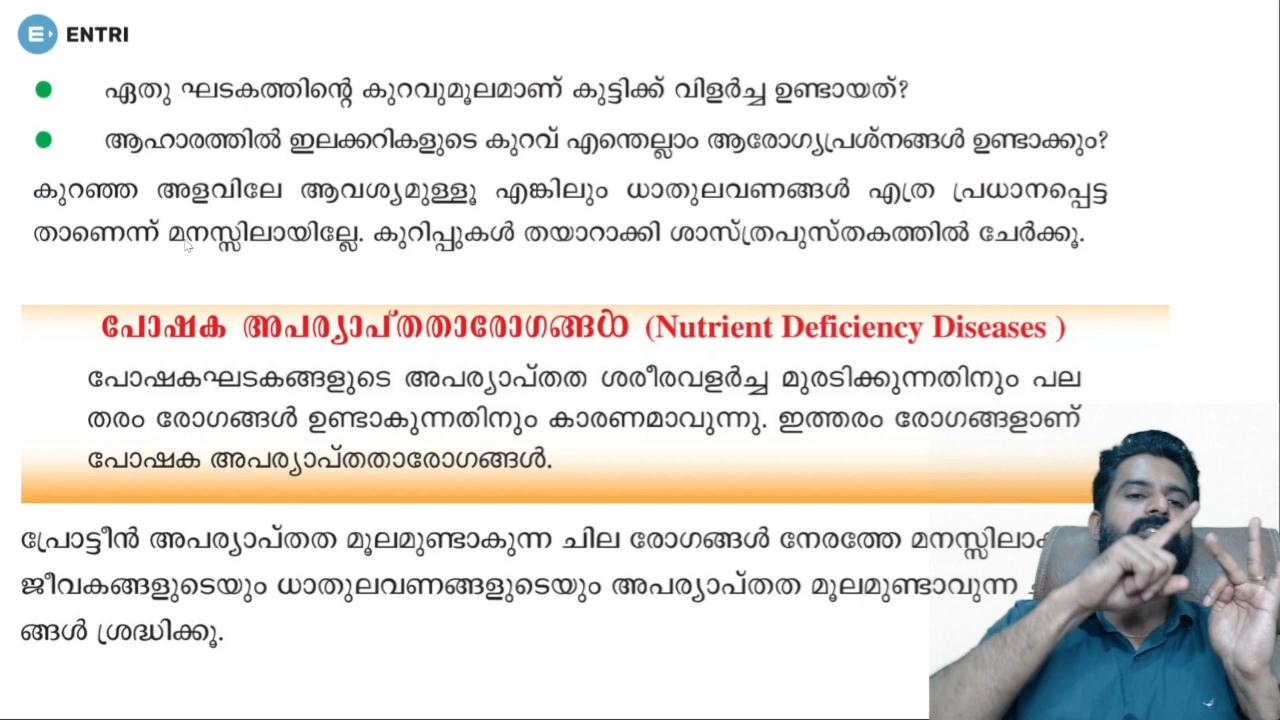 ENTRI
ഏതു ഘടകത്തിന്റെ കുറവുമൂലമാണ് കുട്ടിക്ക് വിളർച്ച ഉണ്ടായത്?
ആഹാരത്തിൽ ഇലക്കറികളുടെ കുറവ് എന്തെല്ലാം ആരോഗ്യപ്രശ്നങ്ങൾ ഉണ്ടാക്കും?
കുറഞ്ഞ അളവിലേ ആവശ്യമുള്ളൂ എങ്കിലും ധാതുലവണങ്ങൾ എത്ര പ്രധാനപ്പെട്ട
താണെന്ന് മനസ്സിലായില്ലേ. കുറിപ്പുകൾ തയാറാക്കി ശാസ്ത്രപുസ്തകത്തിൽ ചേർക്കൂ.
പോഷക അപര്യാപ്തതാരോഗങ്ങൾ (Nutrient Deficiency Diseases )
പോഷകഘടകങ്ങളുടെ അപര്യാപ്തത ശരീരവളർച്ച മുരടിക്കുന്നതിനും പല
തരം രോഗങ്ങൾ ഉണ്ടാകുന്നതിനും കാരണമാവുന്നു. ഇത്തരം രോഗങ്ങളാണ്
പോഷക അപര്യാപ്തതാരോഗങ്ങൾ.
പ്രോട്ടീൻ അപര്യാപ്തത മൂലമുണ്ടാകുന്ന ചില രോഗങ്ങൾ നേരത്തേ
ജീവകങ്ങളുടെയും ധാതുലവണങ്ങളുടെയും അപര്യാപ്തത മൂലമുണ്ടാവുന്ന
ങ്ങൾ ശ്രദ്ധിക്കൂ.